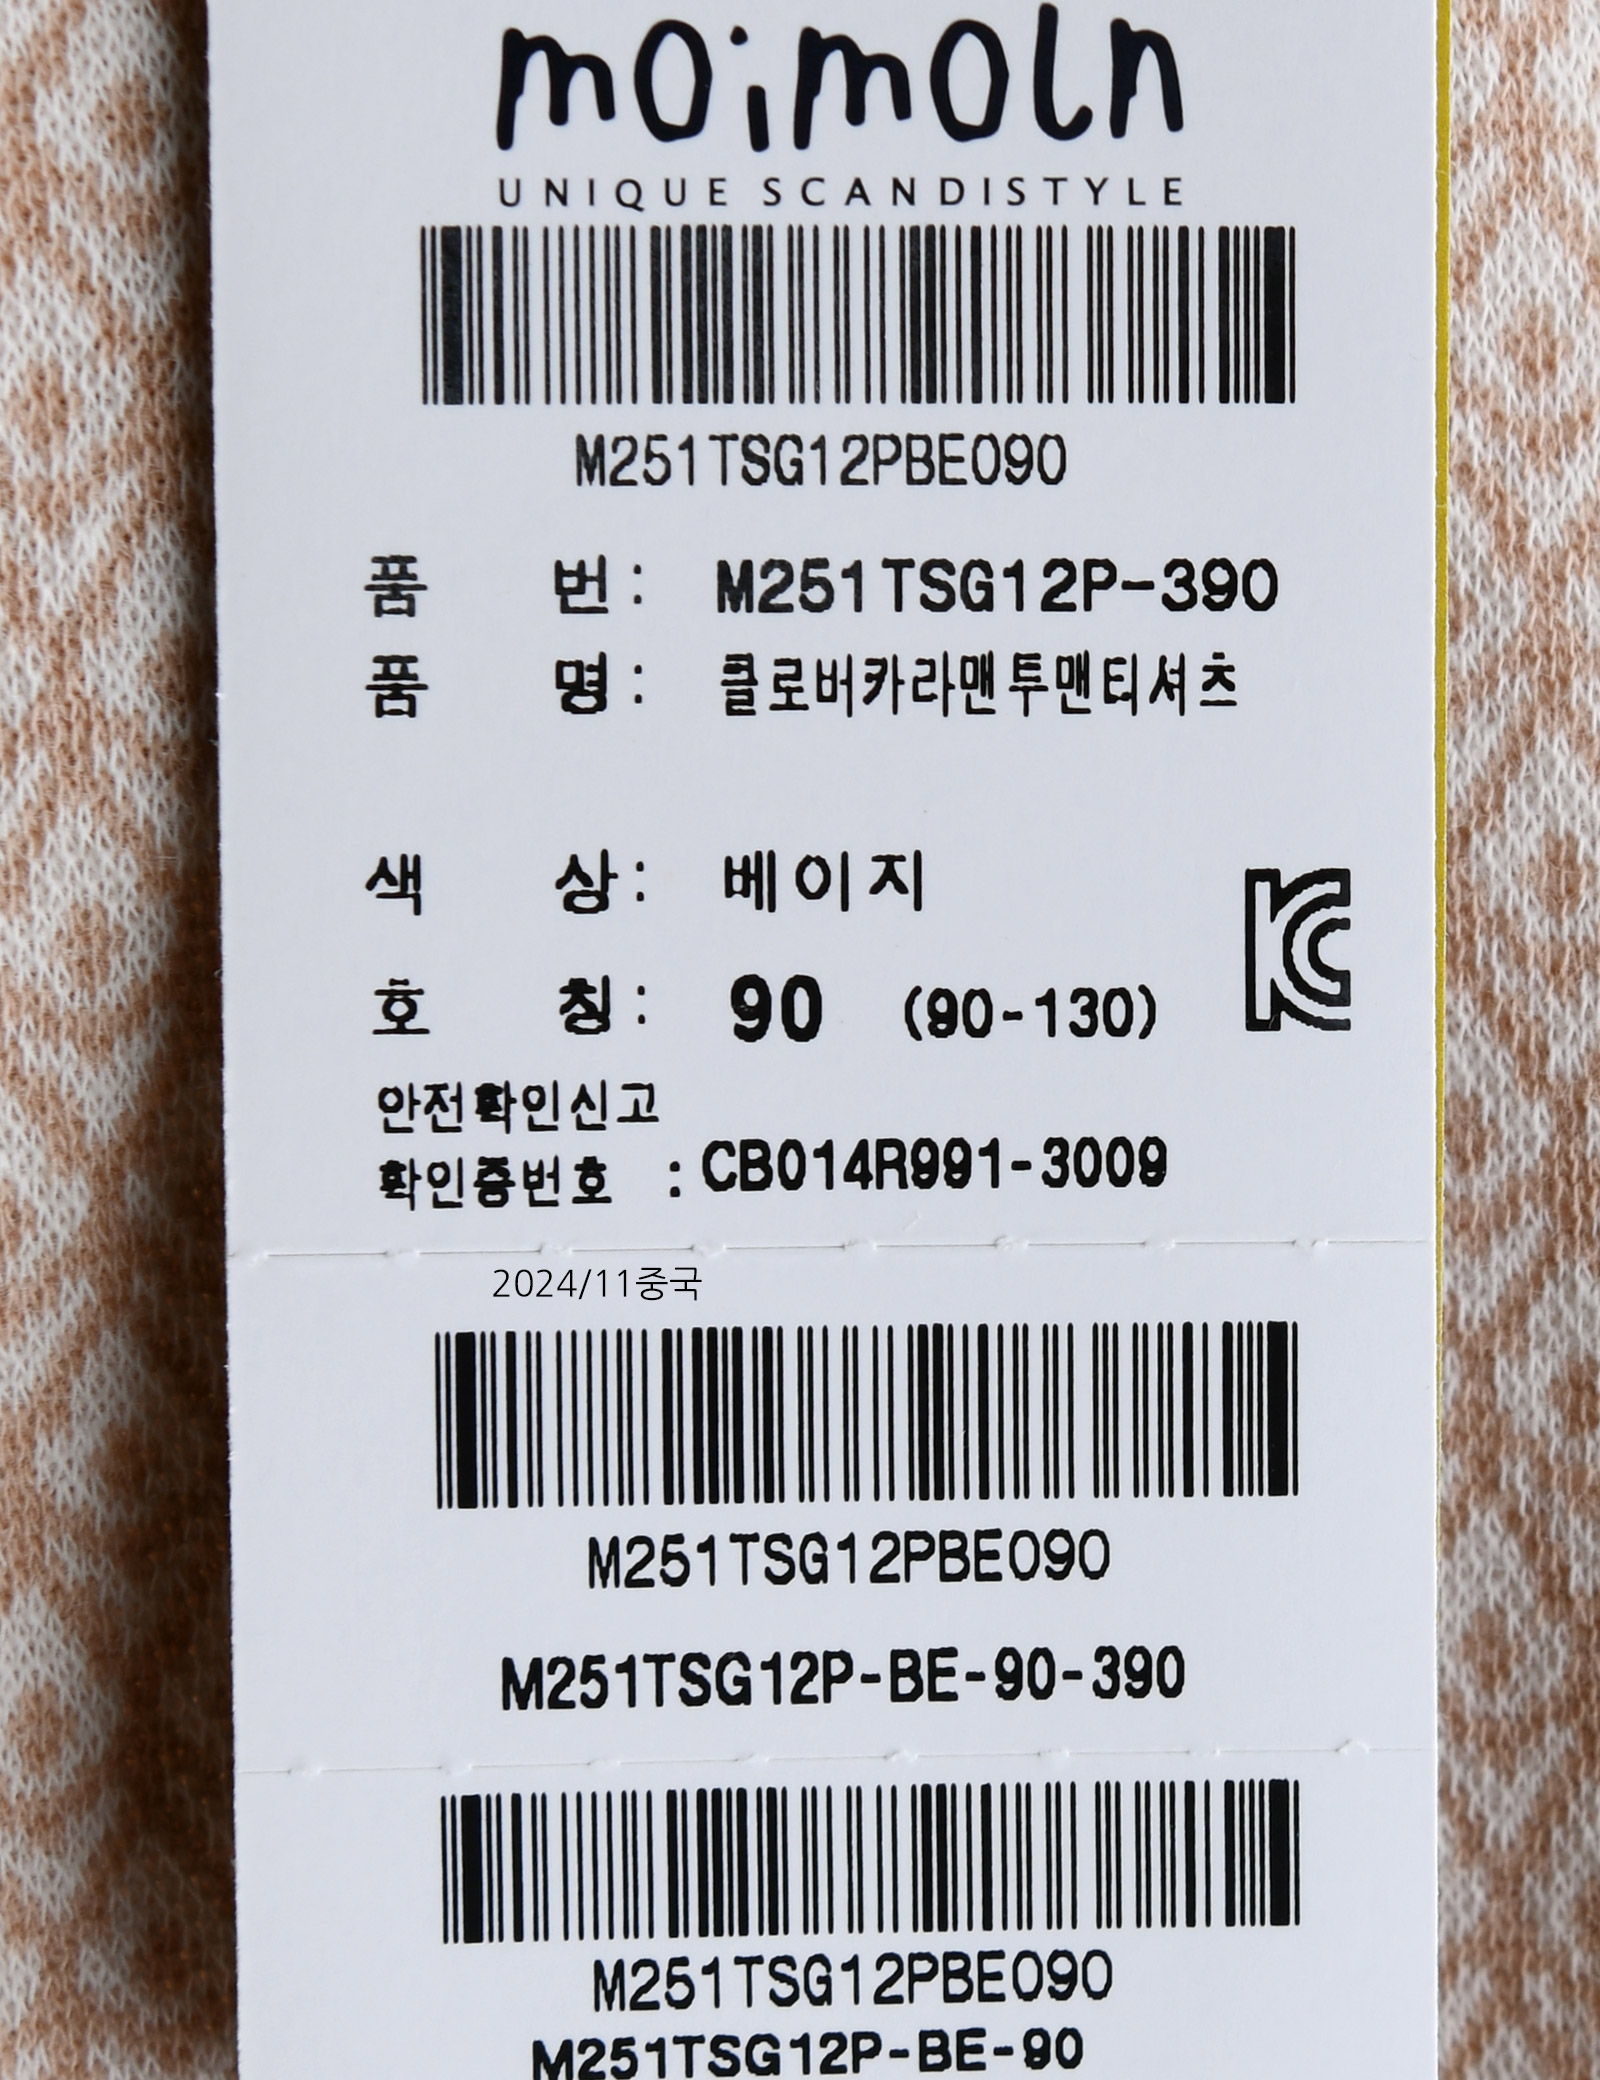 moimoln
UNIQUE SCANDISTYLE
M251TSG12PBE090
품 번 : M251TSG12P-390
품 명 : 클로버카라맨투맨티셔츠
색 상 : 베이지
호 칭 : 90 (90-130)
안전확인신고
확인증번호 : CB014R991-3009
2024/11중국
M251TSG12PBE090
M251TSG12P-BE-90-390
M251TSG12PBE090
M251TSG12P-BE-90